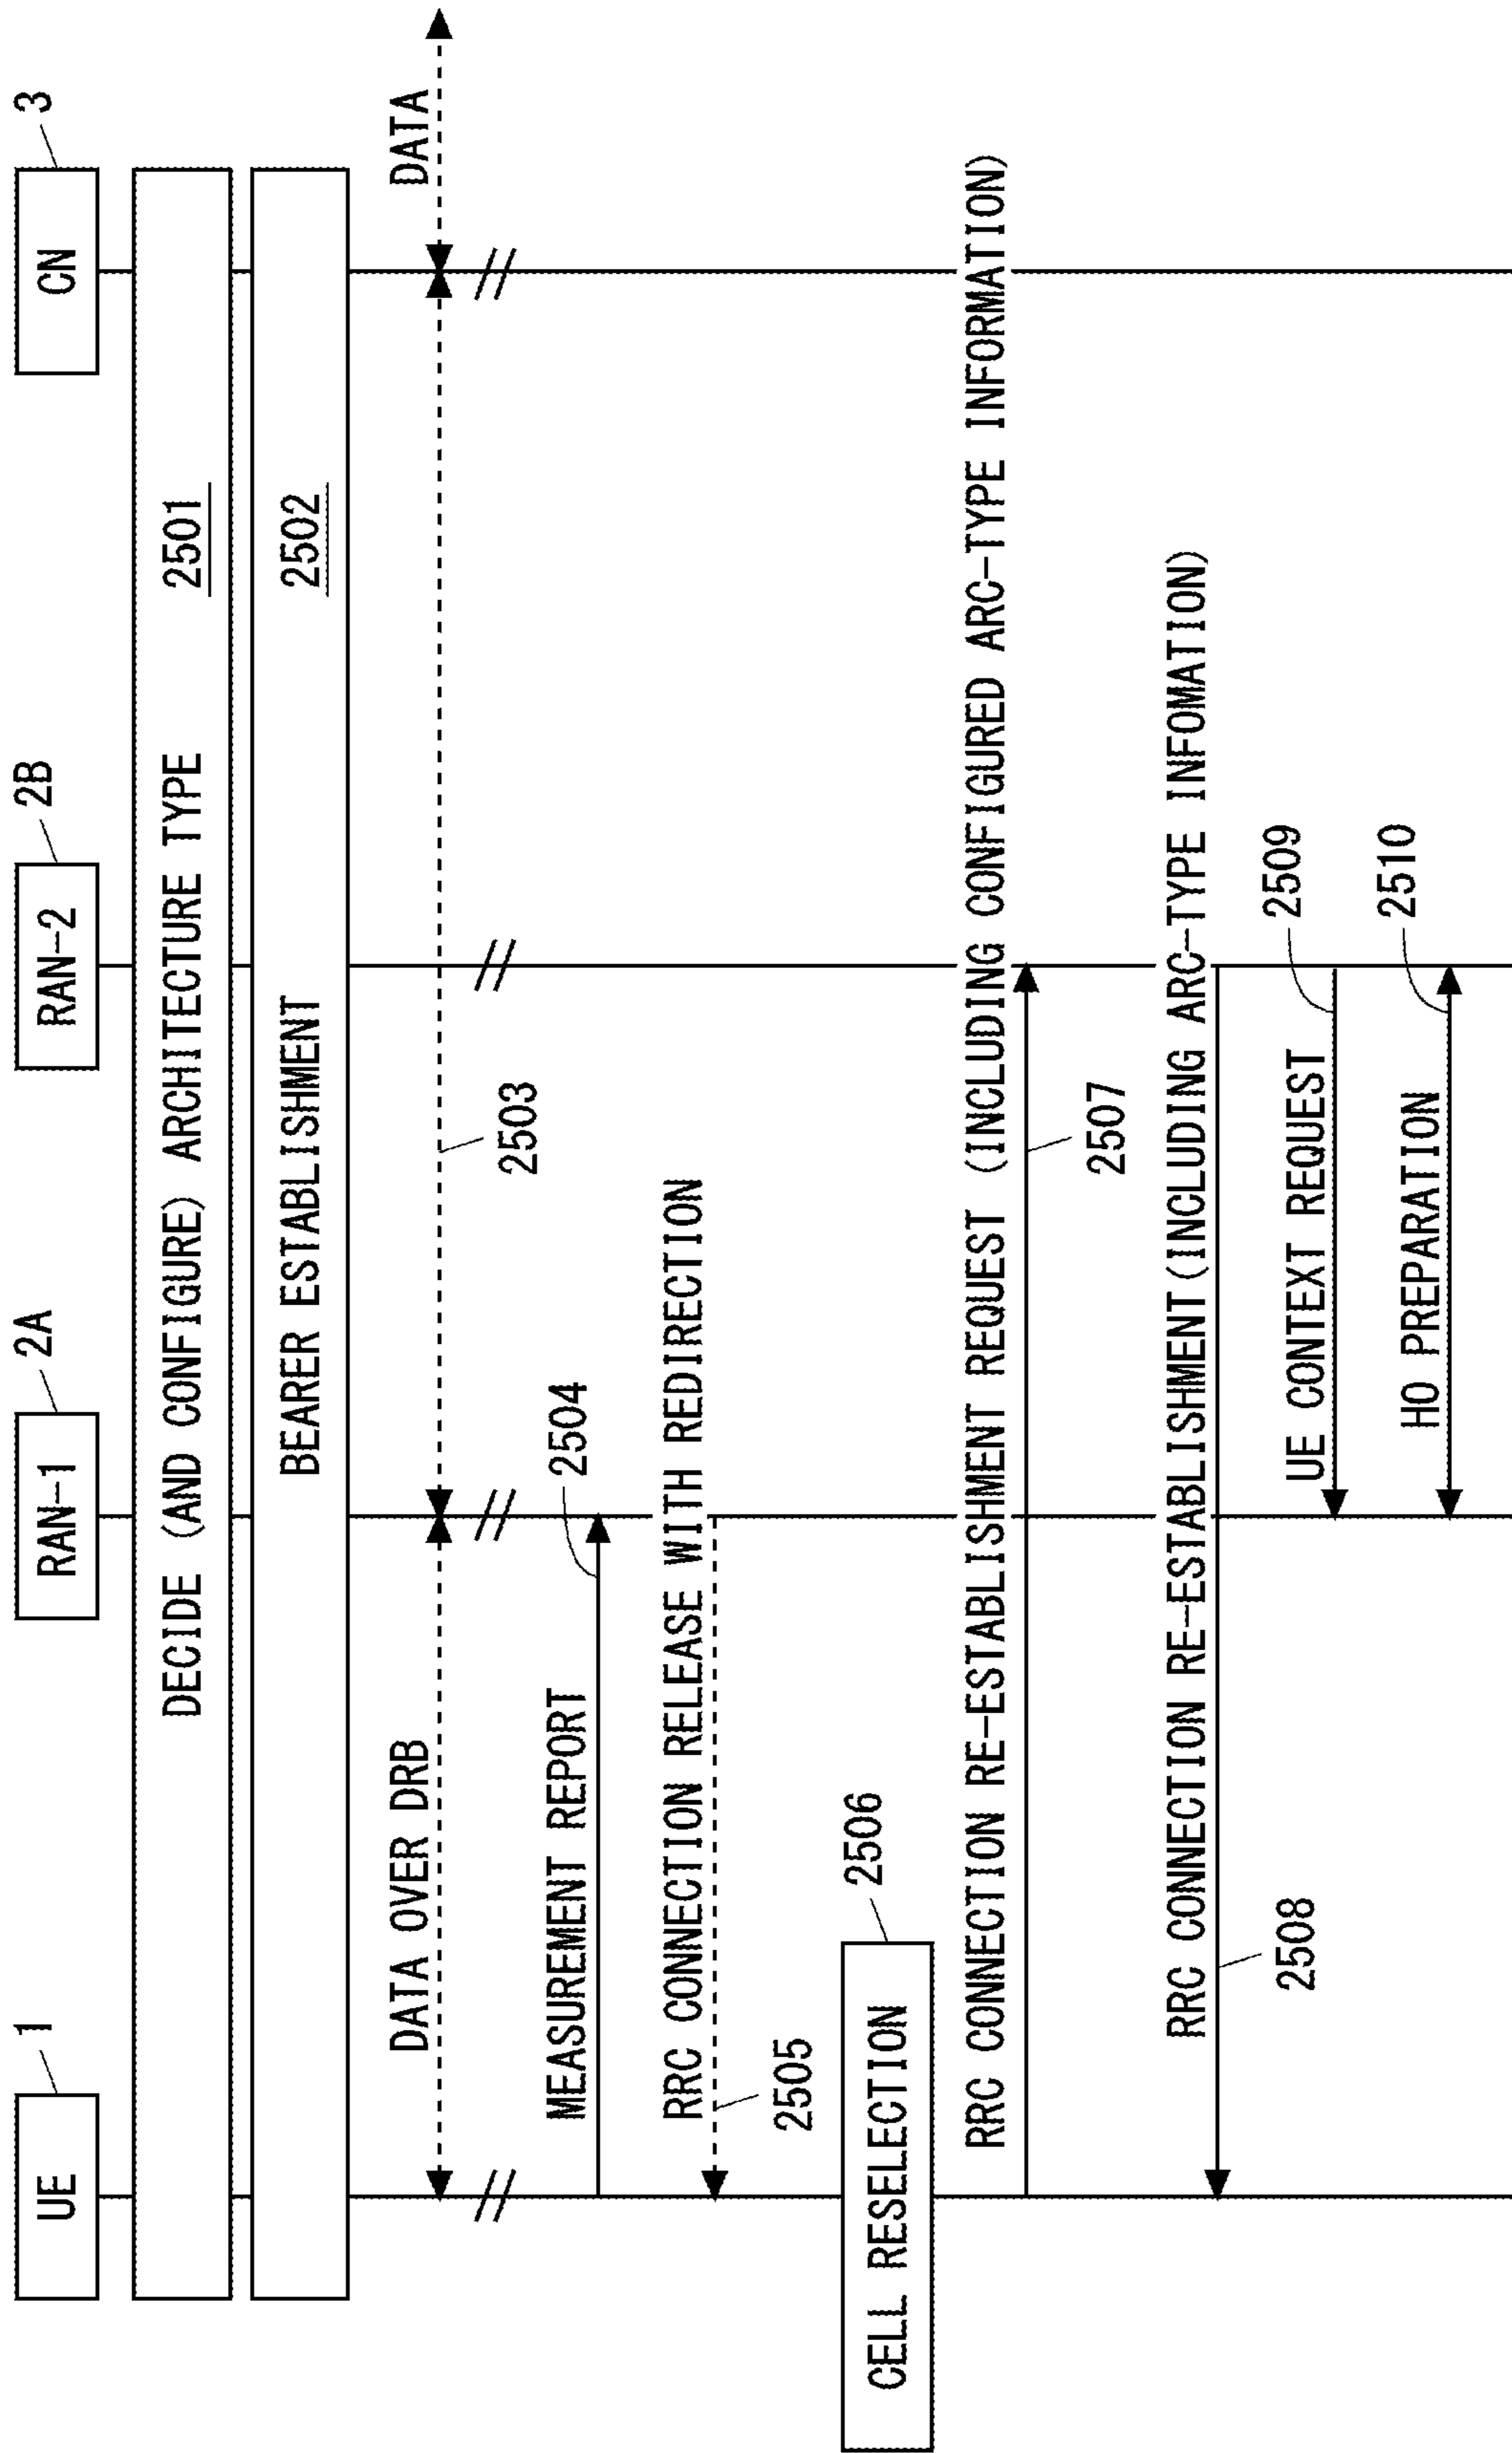 UE
1
RAN-1
2A
RAN-2
2B
CN
3
DECIDE (AND CONFIGURE) ARCHITECTURE TYPE 2501
BEARER ESTABLISHMENT 2502
DATA OVER DRB
DATA
2503
MEASUREMENT REPORT
2504
RRC CONNECTION RELEASE WITH REDIRECTION
2505
CELL RESELECTION
2506
RRC CONNECTION RE-ESTABLISHMENT REQUEST (INCLUDING CONFIGURED ARC-TYPE INFORMATION)
2507
RRC CONNECTION RE-ESTABLISHMENT(INCLUDING ARC-TYPE INFOMATION)
2508
UE CONTEXT REQUEST
2509
HO PREPARATION
2510